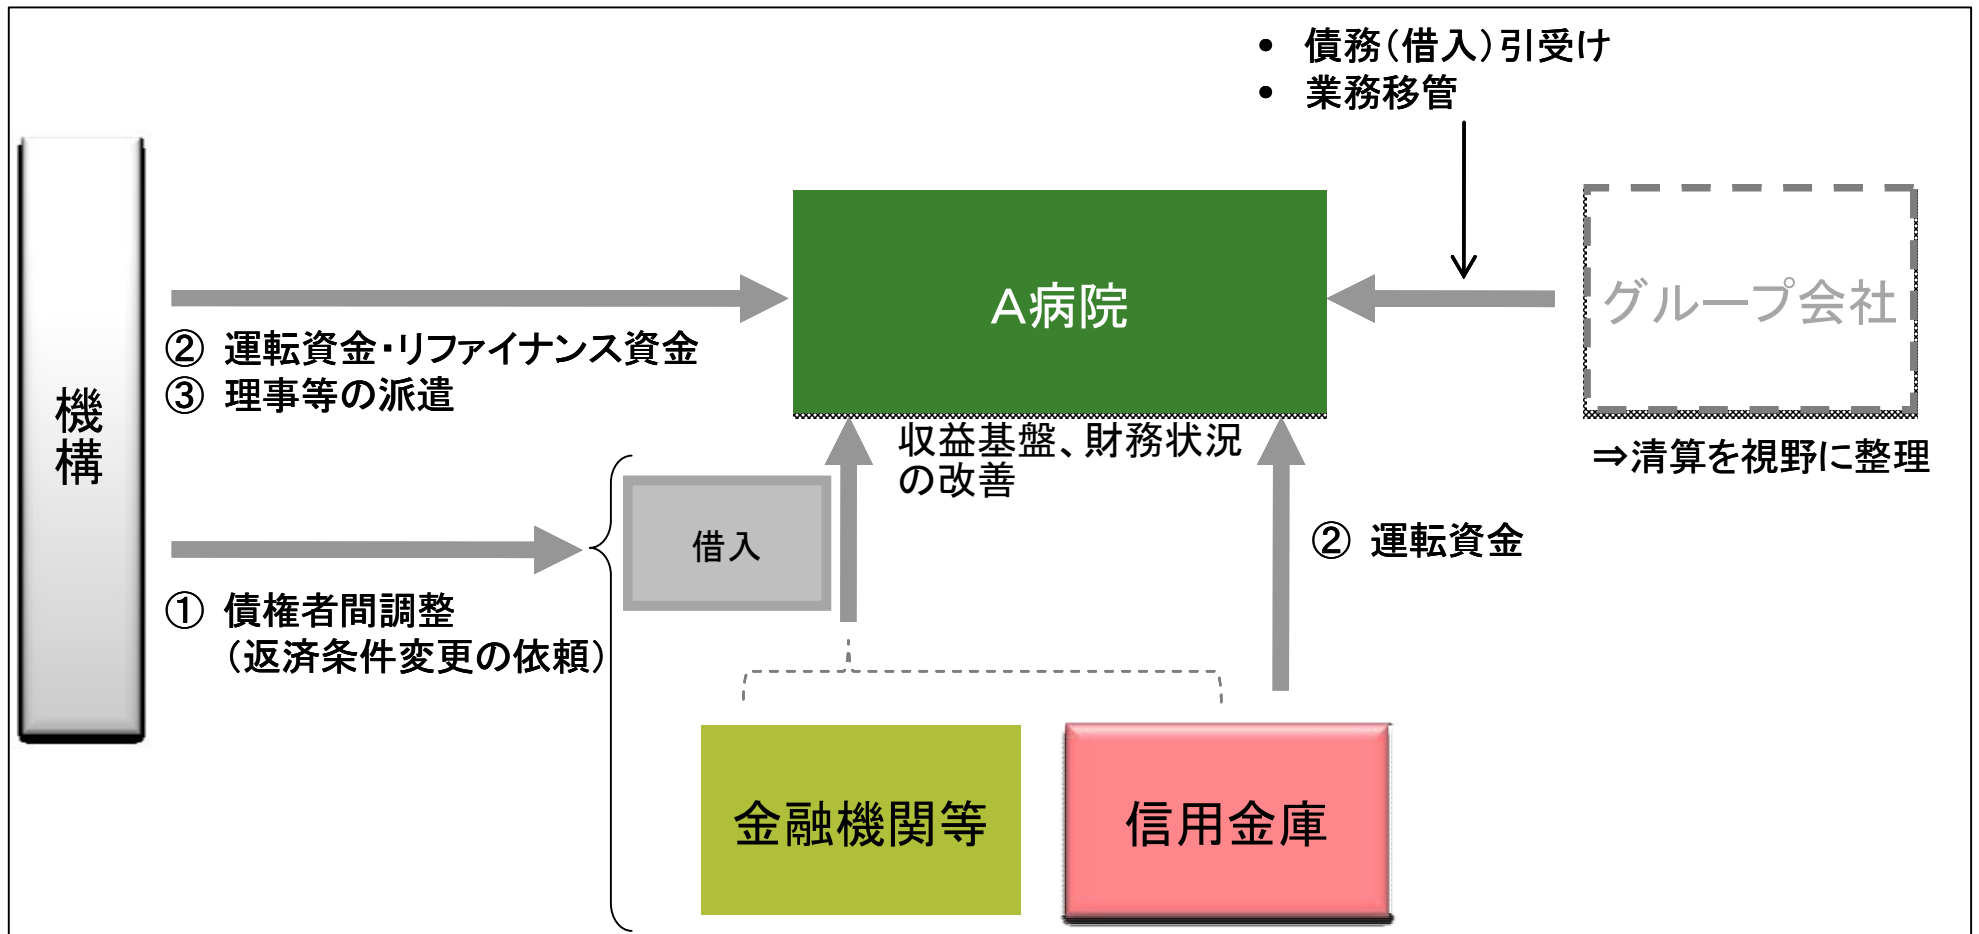 • 債務(借入)引受け
• 業務移管
機
構
A病院
グループ会社
② 運転資金・リファイナンス資金
③ 理事等の派遣
収益基盤、財務状況
の改善
⇒清算を視野に整理
借入
② 運転資金
① 債権者間調整
(返済条件変更の依頼)
金融機関等
信用金庫